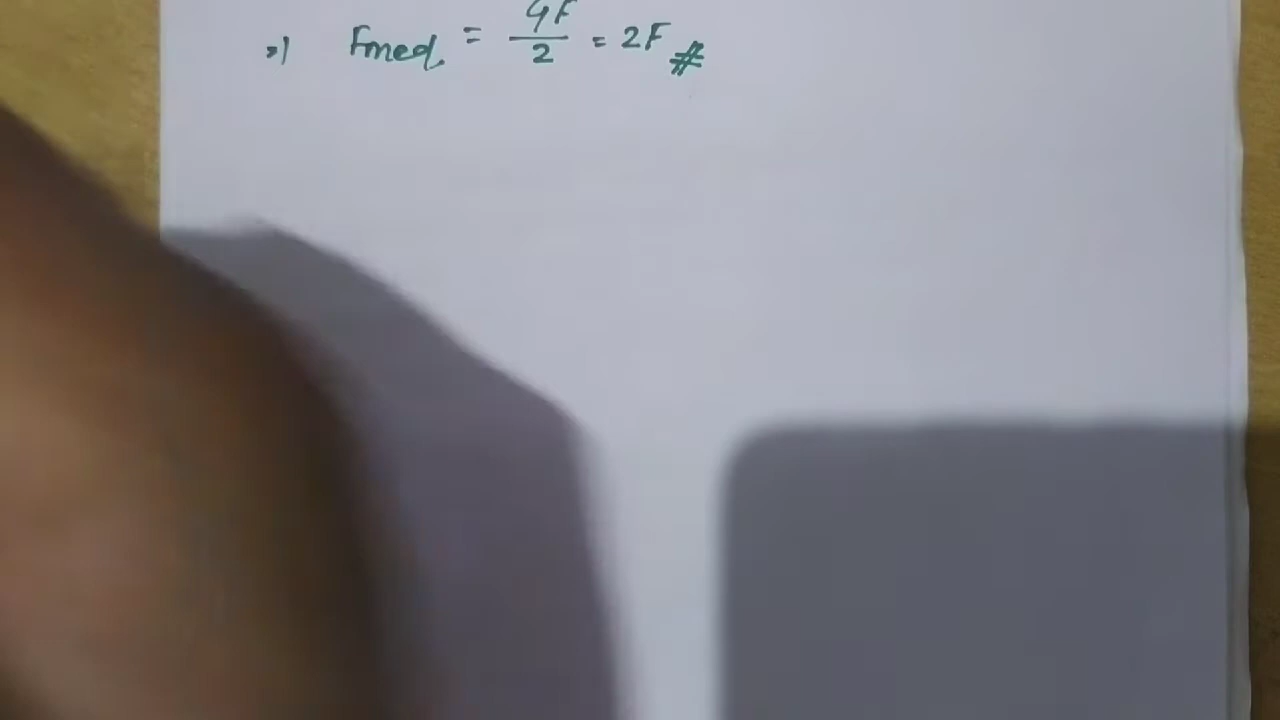 ⇒ Fmed. = 4F/2 = 2F #